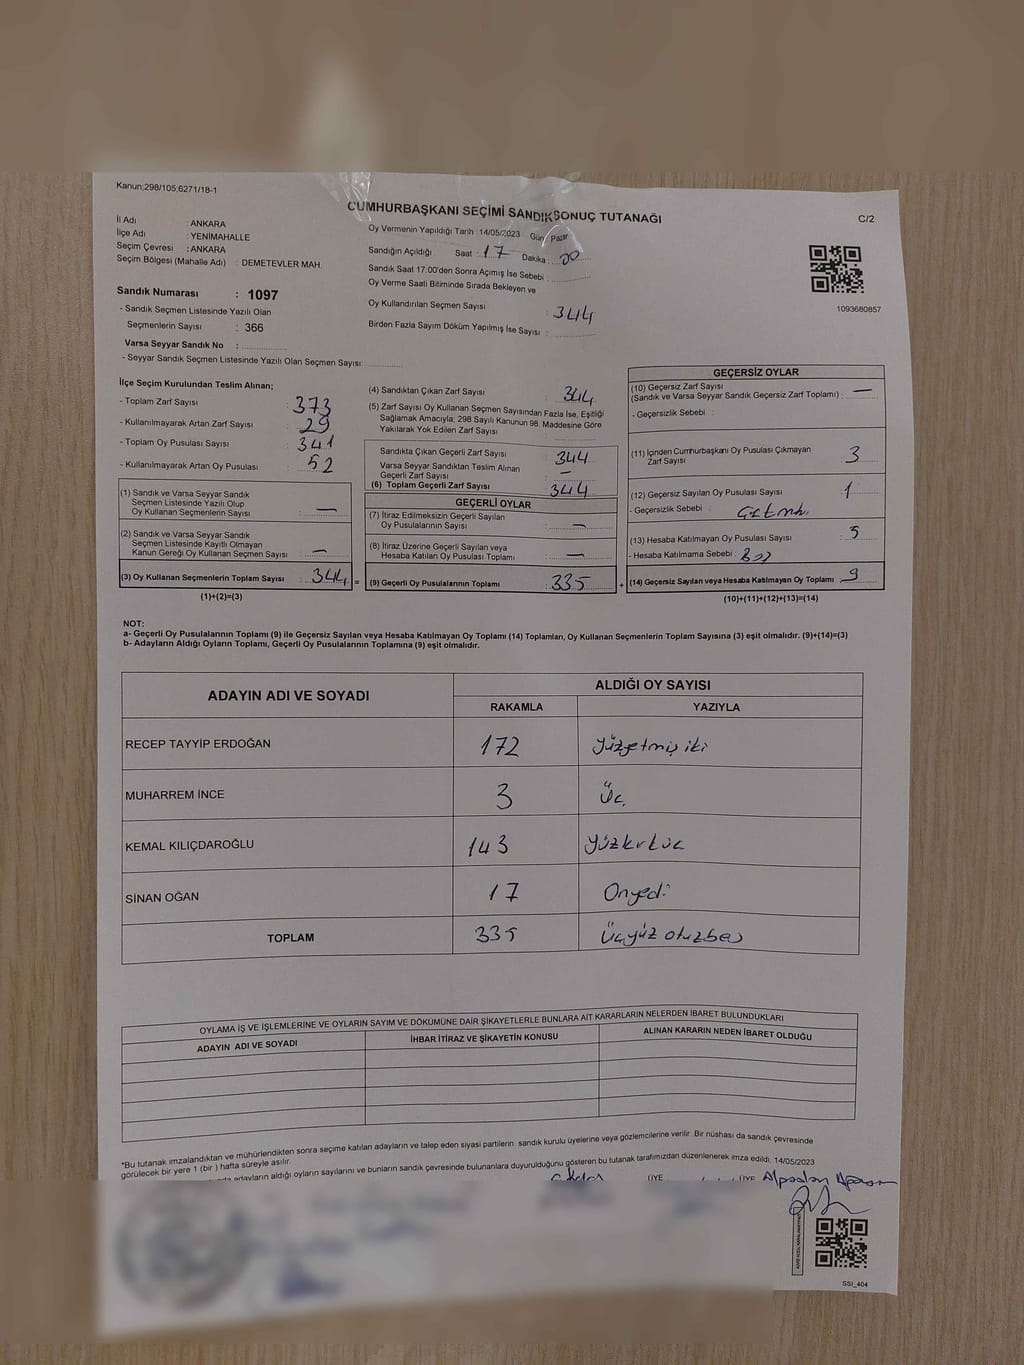 Kanun;298/105;6271/18-1
CUMHURBAŞKANI SEÇİMİ SANDIK SONUÇ TUTANAĞI
C/2
İl Adı : ANKARA
İlçe Adı : YENİMAHALLE
Seçim Çevresi : ANKARA
Seçim Bölgesi (Mahalle Adı) : DEMETEVLER MAH.
Sandık Numarası : 1097
- Sandık Seçmen Listesinde Yazılı Olan
Seçmenlerin Sayısı : 366
Varsa Seyyar Sandık No :
- Seyyar Sandık Seçmen Listesinde Yazılı Olan Seçmen Sayısı:
Oy Vermenin Yapıldığı Tarih :14/05/2023 Gün : Pazar
Sandığın Açıldığı Saat : 17 Dakika : 00
Sandık Saat 17:00'den Sonra Açımış İse Sebebi :
Oy Verme Saati Bitiminde Sırada Bekleyen ve
Oy Kullandırılan Seçmen Sayısı : 344
Birden Fazla Sayım Döküm Yapılmış İse Sayısı :
1093680857
İlçe Seçim Kurulundan Teslim Alınan;
- Toplam Zarf Sayısı : 373
- Kullanılmayarak Artan Zarf Sayısı : 29
- Toplam Oy Pusulası Sayısı : 341
- Kullanılmayarak Artan Oy Pusulası : 52
(1) Sandık ve Varsa Seyyar Sandık
Seçmen Listesinde Yazılı Olup
Oy Kullanan Seçmenlerin Sayısı : —
(2) Sandık ve Varsa Seyyar Sandık
Seçmen Listesinde Kayıtlı Olmayan
Kanun Gereği Oy Kullanan Seçmen Sayısı : —
(3) Oy Kullanan Seçmenlerin Toplam Sayısı : 344 =
(1)+(2)=(3)
(4) Sandıktan Çıkan Zarf Sayısı : 344
(5) Zarf Sayısı Oy Kullanan Seçmen Sayısından Fazla İse, Eşitliği
Sağlamak Amacıyla; 298 Sayılı Kanunun 98. Maddesine Göre
Yakılarak Yok Edilen Zarf Sayısı :
Sandıkta Çıkan Geçerli Zarf Sayısı : 344
Varsa Seyyar Sandıktan Teslim Alınan
Geçerli Zarf Sayısı : —
(6) Toplam Geçerli Zarf Sayısı : 344
GEÇERLİ OYLAR
(7) İtiraz Edilmeksizin Geçerli Sayılan
Oy Pusulalarının Sayısı : —
(8) İtiraz Üzerine Geçerli Sayılan veya
Hesaba Katılan Oy Pusulası Toplamı : —
(9) Geçerli Oy Pusulalarının Toplamı : 335 +
GEÇERSİZ OYLAR
(10) Geçersiz Zarf Sayısı
(Sandık ve Varsa Seyyar Sandık Geçersiz Zarf Toplamı) : —
- Geçersizlik Sebebi :
(11) İçinden Cumhurbaşkanı Oy Pusulası Çıkmayan
Zarf Sayısı : 3
(12) Geçersiz Sayılan Oy Pusulası Sayısı : 1
- Geçersizlik Sebebi :
(13) Hesaba Katılmayan Oy Pusulası Sayısı : 5
- Hesaba Katılmama Sebebi : Boş
(14) Geçersiz Sayılan veya Hesaba Katılmayan Oy Toplamı : 9
(10)+(11)+(12)+(13)=(14)
NOT:
a- Geçerli Oy Pusulalarının Toplamı (9) ile Geçersiz Sayılan veya Hesaba Katılmayan Oy Toplamı (14) Toplamları, Oy Kullanan Seçmenlerin Toplam Sayısına (3) eşit olmalıdır. (9)+(14)=(3)
b- Adayların Aldığı Oyların Toplamı, Geçerli Oy Pusulalarının Toplamına (9) eşit olmalıdır.
ADAYIN ADI VE SOYADI ALDIĞI OY SAYISI
RAKAMLA YAZIYLA
RECEP TAYYİP ERDOĞAN 172 Yüzyetmiş iki
MUHARREM İNCE 3 Üç
KEMAL KILIÇDAROĞLU 143 Yüzkırküç
SİNAN OĞAN 17 Onyedi
TOPLAM 335 Üçyüz otuzbeş
OYLAMA İŞ VE İŞLEMLERİNE VE OYLARIN SAYIM VE DÖKÜMÜNE DAİR ŞİKAYETLERLE BUNLARA AİT KARARLARIN NELERDEN İBARET BULUNDUKLARI
ADAYIN ADI VE SOYADI İHBAR İTİRAZ VE ŞİKAYETİN KONUSU ALINAN KARARIN NEDEN İBARET OLDUĞU
*Bu tutanak imzalandıktan ve mühürlendikten sonra seçime katılan adayların ve talep eden siyasi partilerin sandık kurulu üyelerine veya gözlemcilerine verilir .Bir nüshası da sandık çevresinde
görülecek bir yere 1 (bir ) hafta süreyle asılır.
adayların aldığı oyların sayılarını ve bunların sandık çevresinde bulunanlara duyurulduğunu gösteren bu tutanak tarafımızdan düzenlenerek imza edildi. 14/05/2023
ÜYE ÜYE Alpaslan
SSI_404